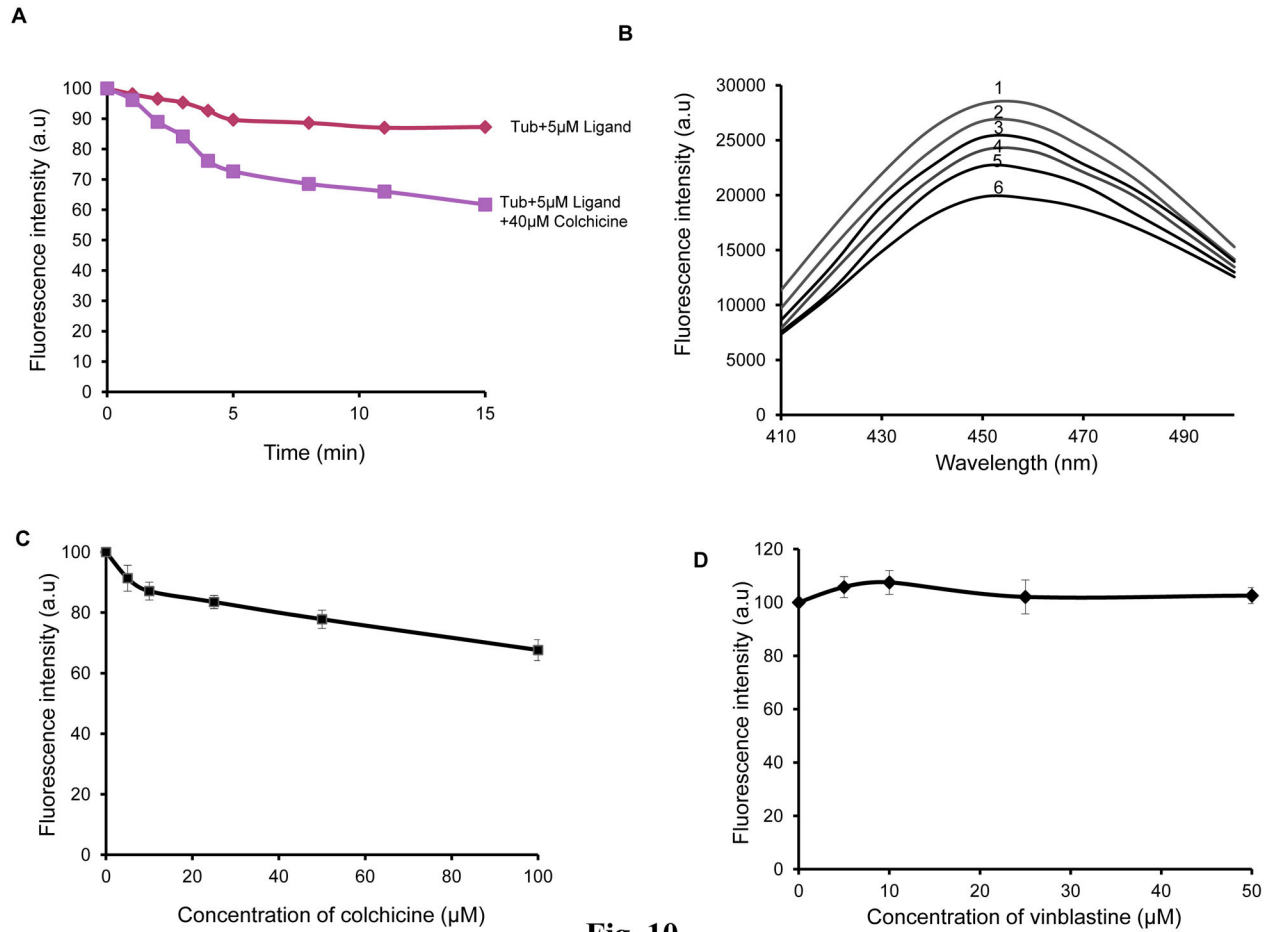 A
Fluorescence intensity (a.u)
100
90
80
70
60
50
40
30
20
10
0
0 5 10 15
Time (min)
Tub+5µM Ligand
Tub+5µM Ligand
+40µM Colchicine
B
Fluorescence intensity (a.u)
30000
25000
20000
15000
10000
5000
0
1
2
3
4
5
6
410 430 450 470 490
Wavelength (nm)
C
Fluorescence intensity (a.u)
100
80
60
40
20
0
0 20 40 60 80 100
Concentration of colchicine (µM)
D
Fluorescence intensity (a.u)
120
100
80
60
40
20
0
0 10 20 30 40 50
Concentration of vinblastine (µM)
Fig. 10